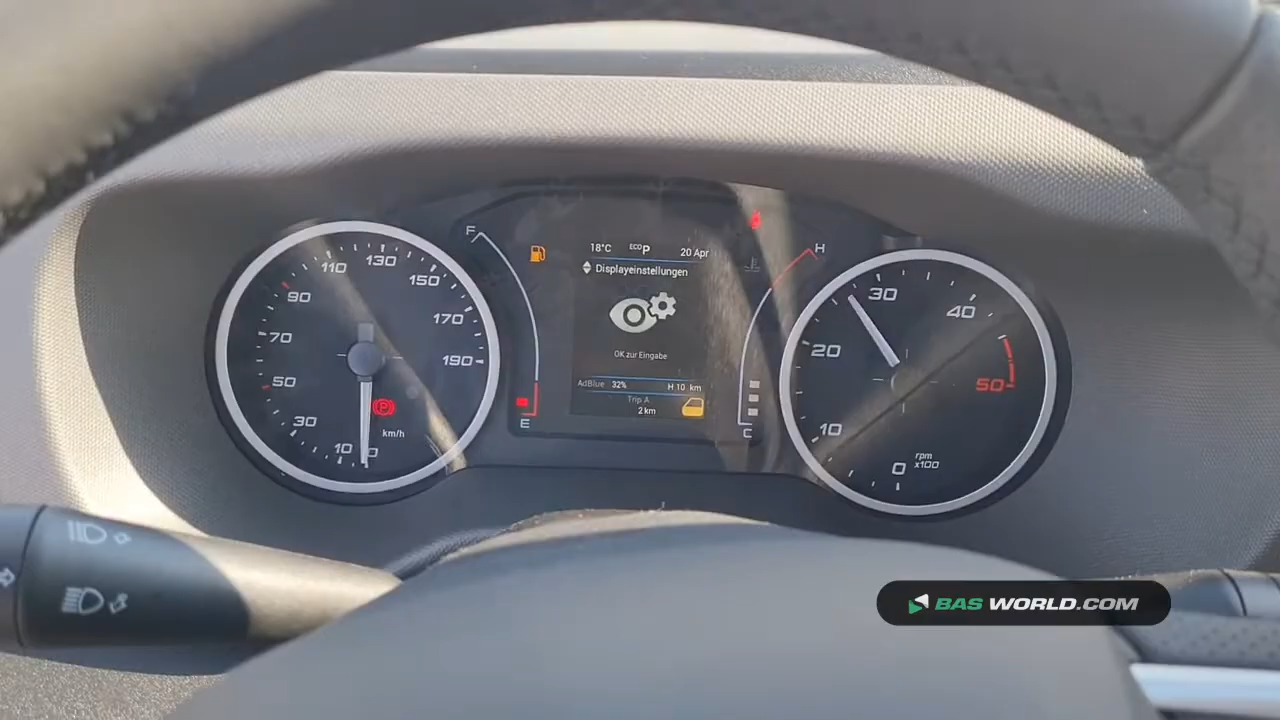 F
H
18°C ECO P 20 Apr
Displayeinstellungen
OK zur Eingabe
AdBlue 32% H 10 km
Trip A
2 km
E
C
10
30
50
70
90
110
130
150
170
190
P
km/h
0
10
20
30
40
50
rpm
x100
BAS WORLD.COM